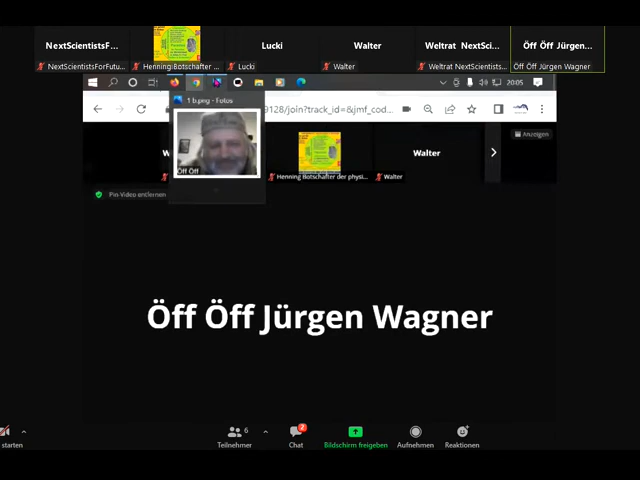 NextScientistsF... Lucki Walter Weltrat NextSci... Öff Öff Jürgen...
NextScientistsForFutu... Henning Botschafter ... Lucki Walter Weltrat NextScientists... Öff Öff Jürgen Wagner
20:05
1 b.png - Fotos
9128/join?track_id=&jmf_cod...
Anzeigen
Walter
Öff Öff
Henning Botschafter der physi... Walter
Pin-Video entfernen
Öff Öff Jürgen Wagner
6
2
starten Teilnehmer Chat Bildschirm freigeben Aufnehmen Reaktionen